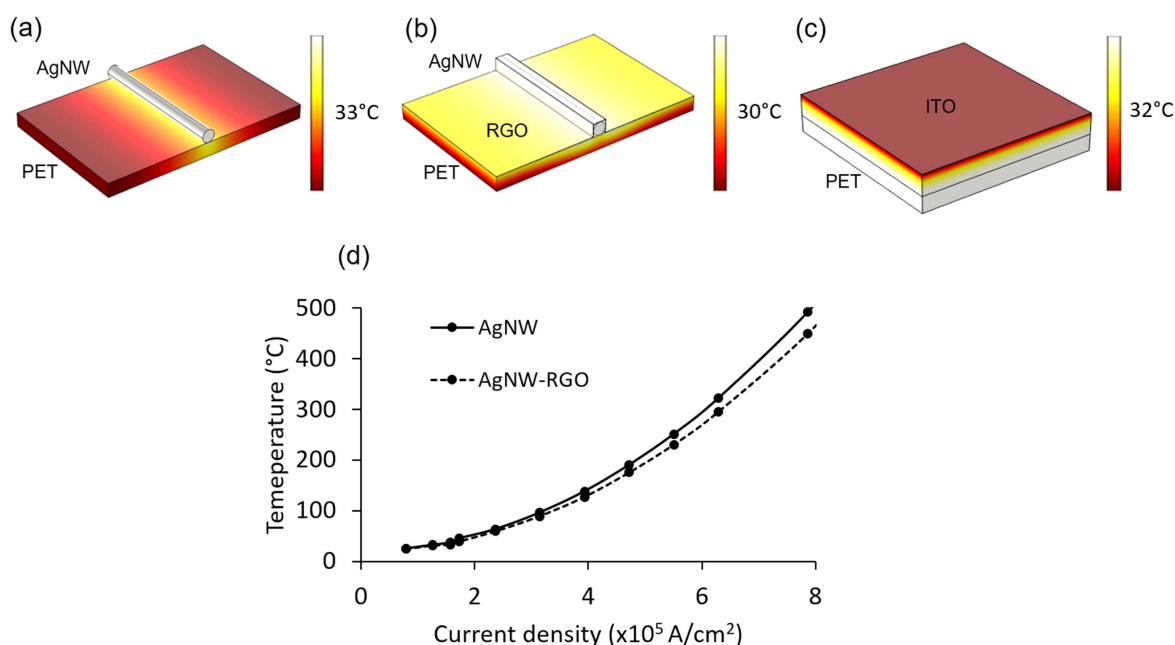 (a)
AgNW
PET
33°C
(b)
AgNW
RGO
PET
30°C
(c)
ITO
PET
32°C
(d)
500
400
300
200
100
0
Temeperature (°C)
AgNW
AgNW-RGO
0 2 4 6 8
Current density (x10⁵ A/cm²)